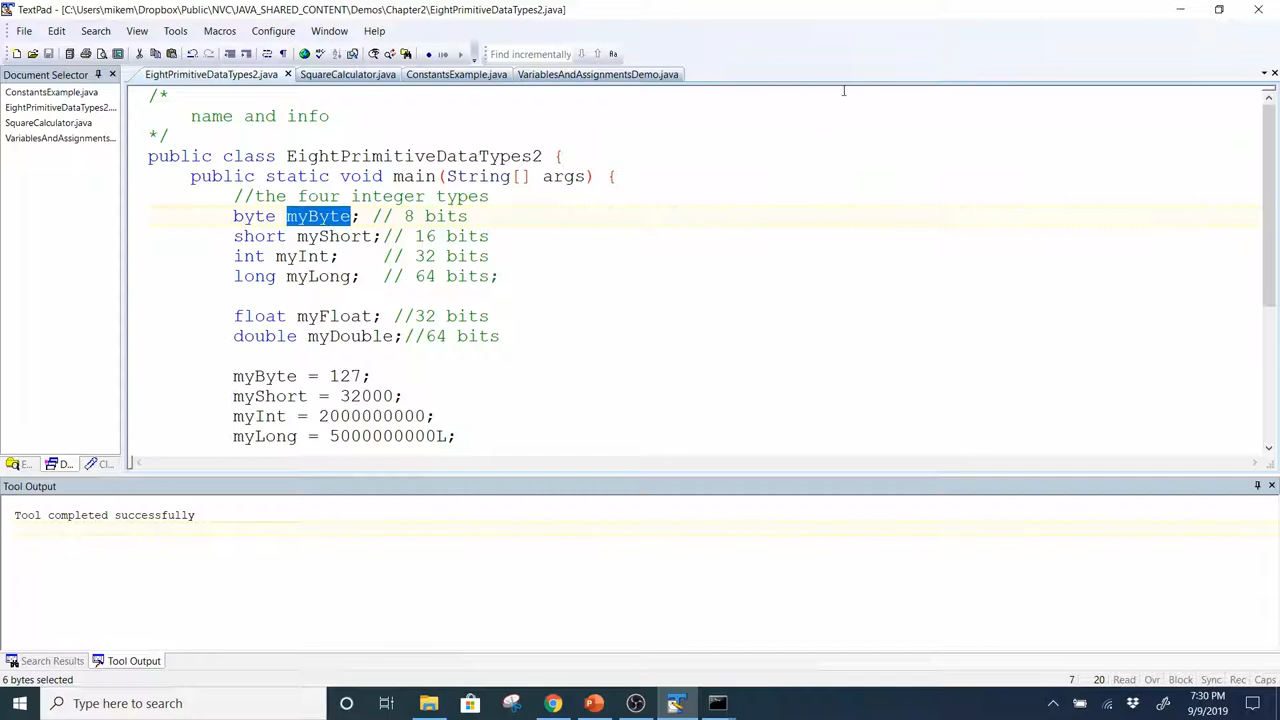 TextPad - [C:\Users\mikem\Dropbox\Public\NVC\JAVA_SHARED_CONTENT\Demos\Chapter2\EightPrimitiveDataTypes2.java]
File Edit Search View Tools Macros Configure Window Help
Find incrementally
Document Selector
EightPrimitiveDataTypes2.java SquareCalculator.java ConstantsExample.java VariablesAndAssignmentsDemo.java
ConstantsExample.java
EightPrimitiveDataTypes2....
SquareCalculator.java
VariablesAndAssignments...
/*
name and info
*/
public class EightPrimitiveDataTypes2 {
public static void main(String[] args) {
//the four integer types
byte myByte; // 8 bits
short myShort;// 16 bits
int myInt; // 32 bits
long myLong; // 64 bits;
float myFloat; //32 bits
double myDouble;//64 bits
myByte = 127;
myShort = 32000;
myInt = 2000000000;
myLong = 5000000000L;
E... D... Cl...
Tool Output
Tool completed successfully
Search Results Tool Output
6 bytes selected
7 20 Read Ovr Block Sync Rec Caps
Type here to search
7:30 PM
9/9/2019